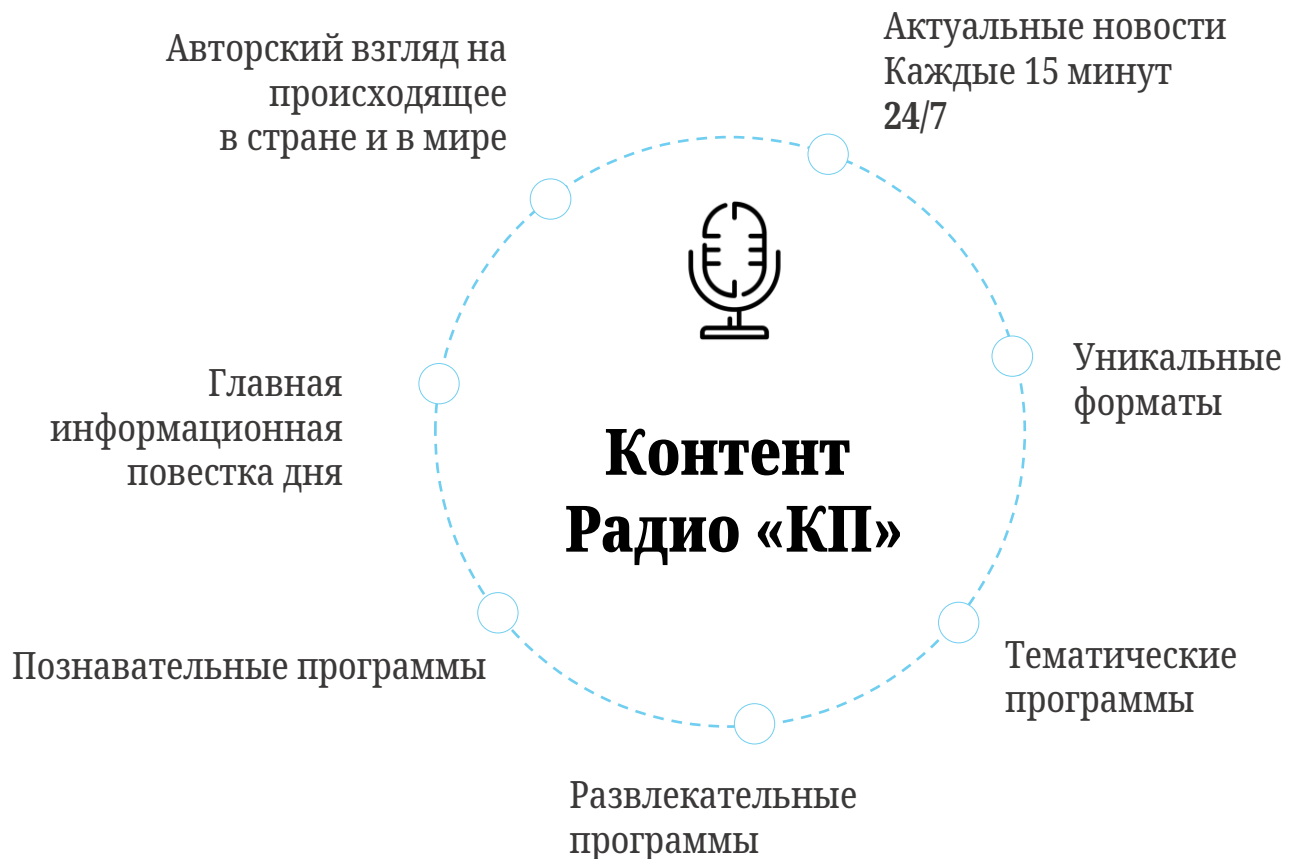 Авторский взгляд на
происходящее
в стране и в мире
Актуальные новости
Каждые 15 минут
24/7
Уникальные
форматы
Главная
информационная
повестка дня
Контент
Радио «КП»
Познавательные программы
Тематические
программы
Развлекательные
программы